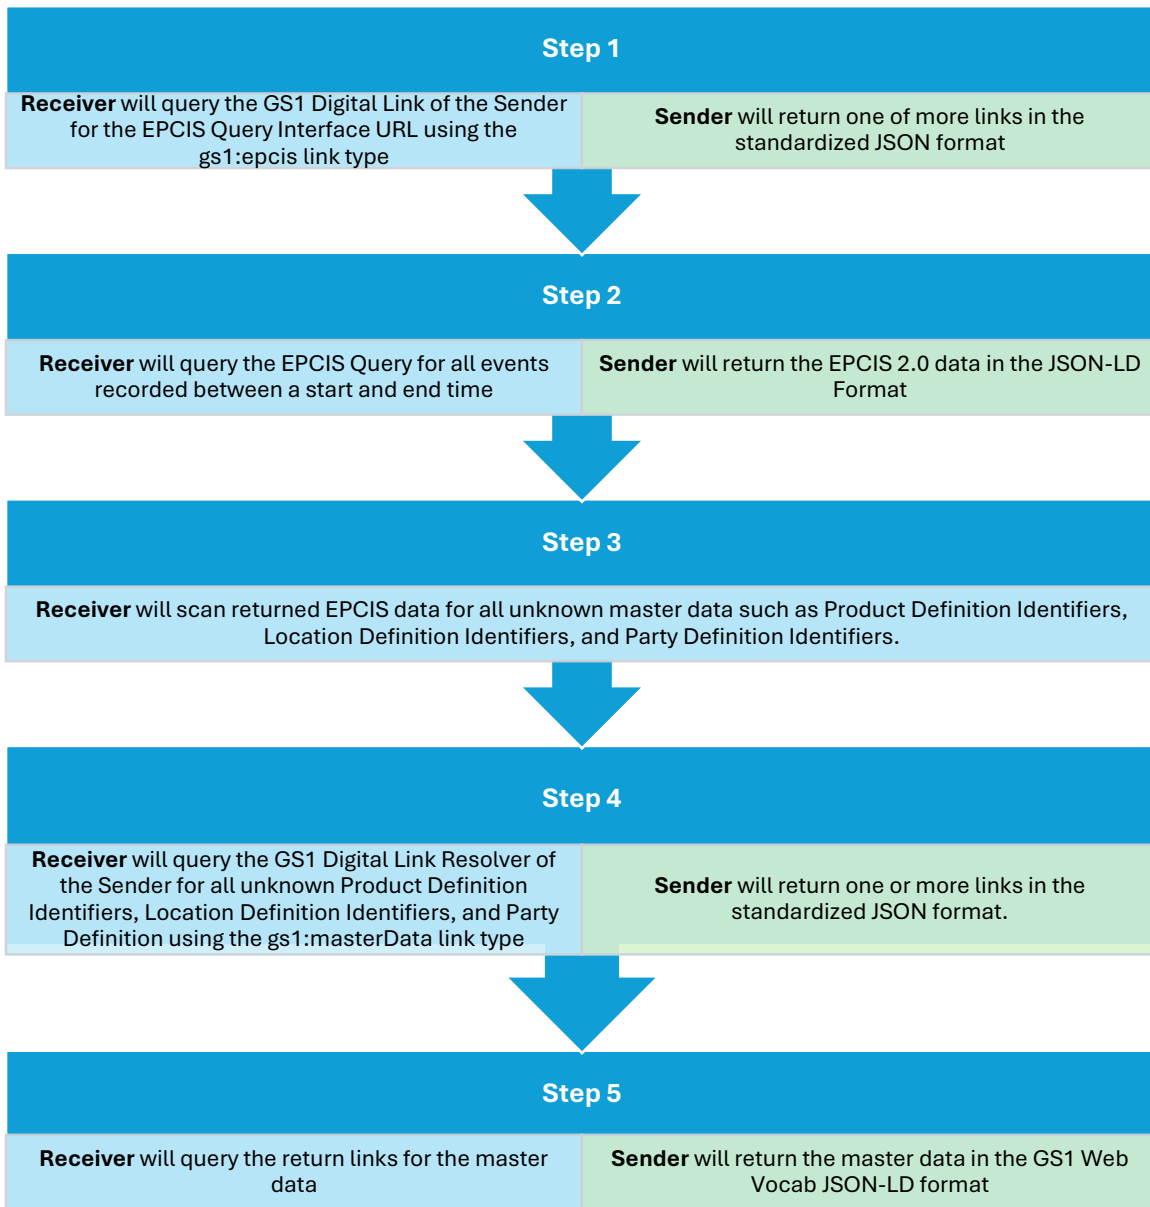 Step 1
Receiver will query the GS1 Digital Link of the Sender
for the EPCIS Query Interface URL using the
gs1:epcis link type
Sender will return one of more links in the
standardized JSON format
Step 2
Receiver will query the EPCIS Query for all events
recorded between a start and end time
Sender will return the EPCIS 2.0 data in the JSON-LD
Format
Step 3
Receiver will scan returned EPCIS data for all unknown master data such as Product Definition Identifiers,
Location Definition Identifiers, and Party Definition Identifiers.
Step 4
Receiver will query the GS1 Digital Link Resolver of
the Sender for all unknown Product Definition
Identifiers, Location Definition Identifiers, and Party
Definition using the gs1:masterData link type
Sender will return one or more links in the
standardized JSON format.
Step 5
Receiver will query the return links for the master
data
Sender will return the master data in the GS1 Web
Vocab JSON-LD format